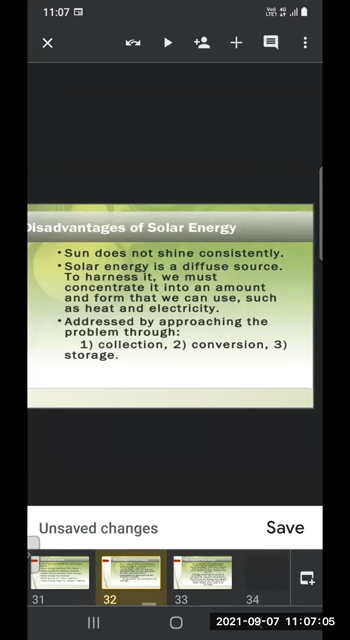 11:07
Vo) 4G
LTE1
Disadvantages of Solar Energy
• Sun does not shine consistently.
• Solar energy is a diffuse source.
To harness it, we must
concentrate it into an amount
and form that we can use, such
as heat and electricity.
• Addressed by approaching the
problem through:
1) collection, 2) conversion, 3)
storage.
Unsaved changes
Save
31
32
33
34
2021-09-07 11:07:05